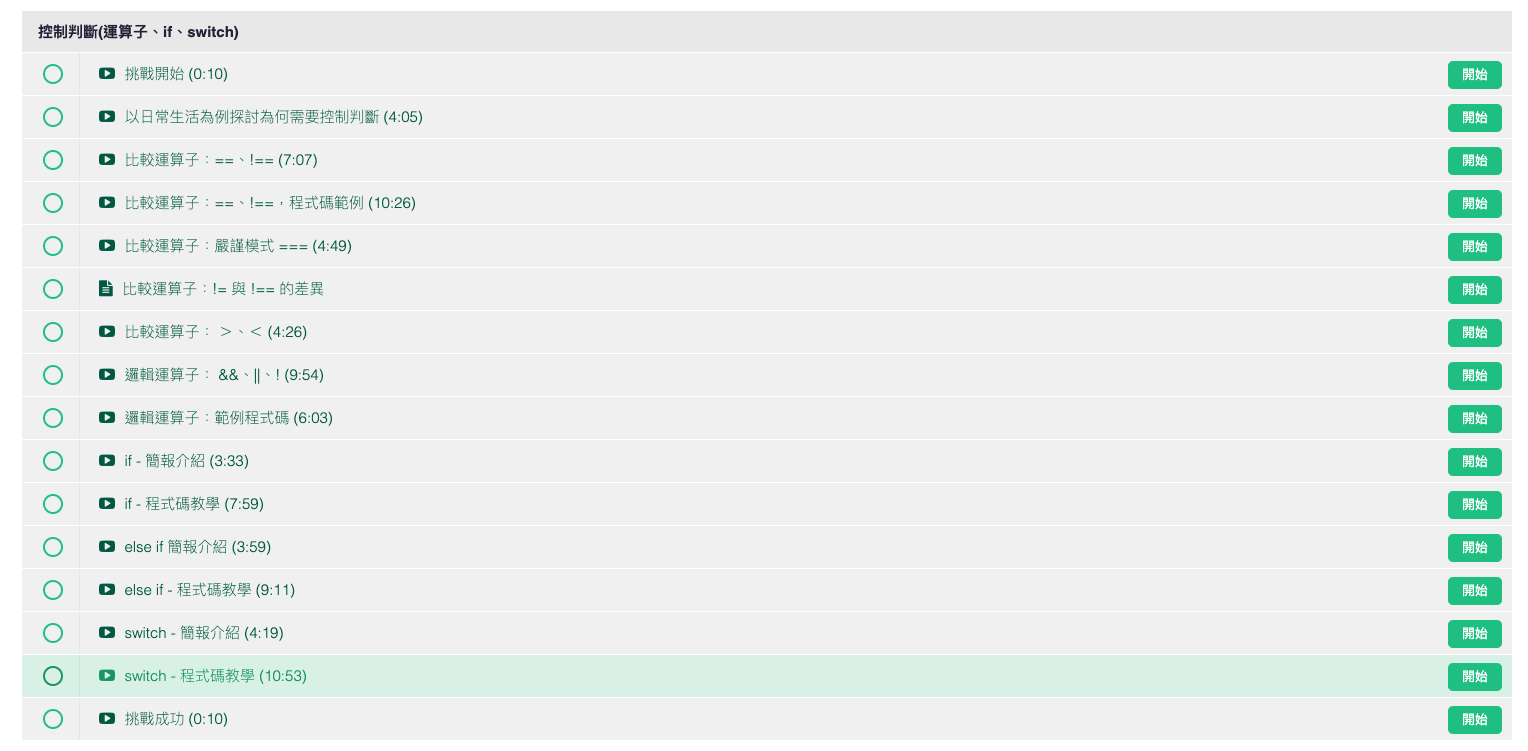 控制判斷(運算子、if、switch)
挑戰開始 (0:10) 開始
以日常生活為例探討為何需要控制判斷 (4:05) 開始
比較運算子：==、!== (7:07) 開始
比較運算子：==、!==，程式碼範例 (10:26) 開始
比較運算子：嚴謹模式 === (4:49) 開始
比較運算子：!= 與 !== 的差異 開始
比較運算子： ＞、＜ (4:26) 開始
邏輯運算子： &&、||、! (9:54) 開始
邏輯運算子：範例程式碼 (6:03) 開始
if - 簡報介紹 (3:33) 開始
if - 程式碼教學 (7:59) 開始
else if 簡報介紹 (3:59) 開始
else if - 程式碼教學 (9:11) 開始
switch - 簡報介紹 (4:19) 開始
switch - 程式碼教學 (10:53) 開始
挑戰成功 (0:10) 開始